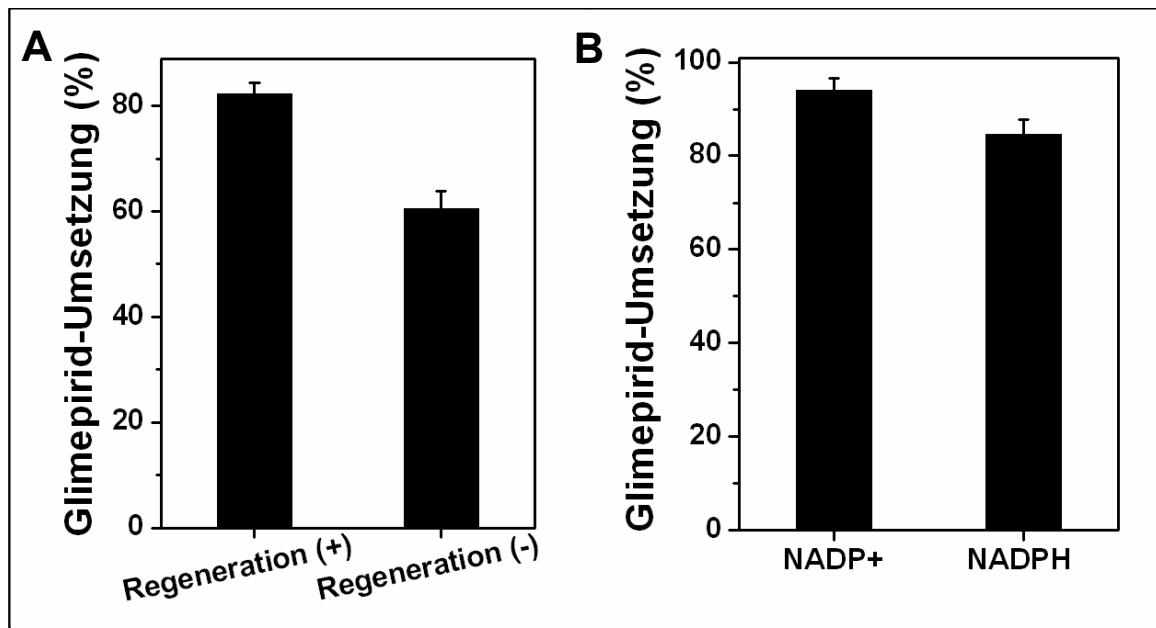 A
Glimepirid-Umsetzung (%)
80
60
40
20
0
Regeneration (+)
Regeneration (-)
B
Glimepirid-Umsetzung (%)
100
80
60
40
20
0
NADP+
NADPH